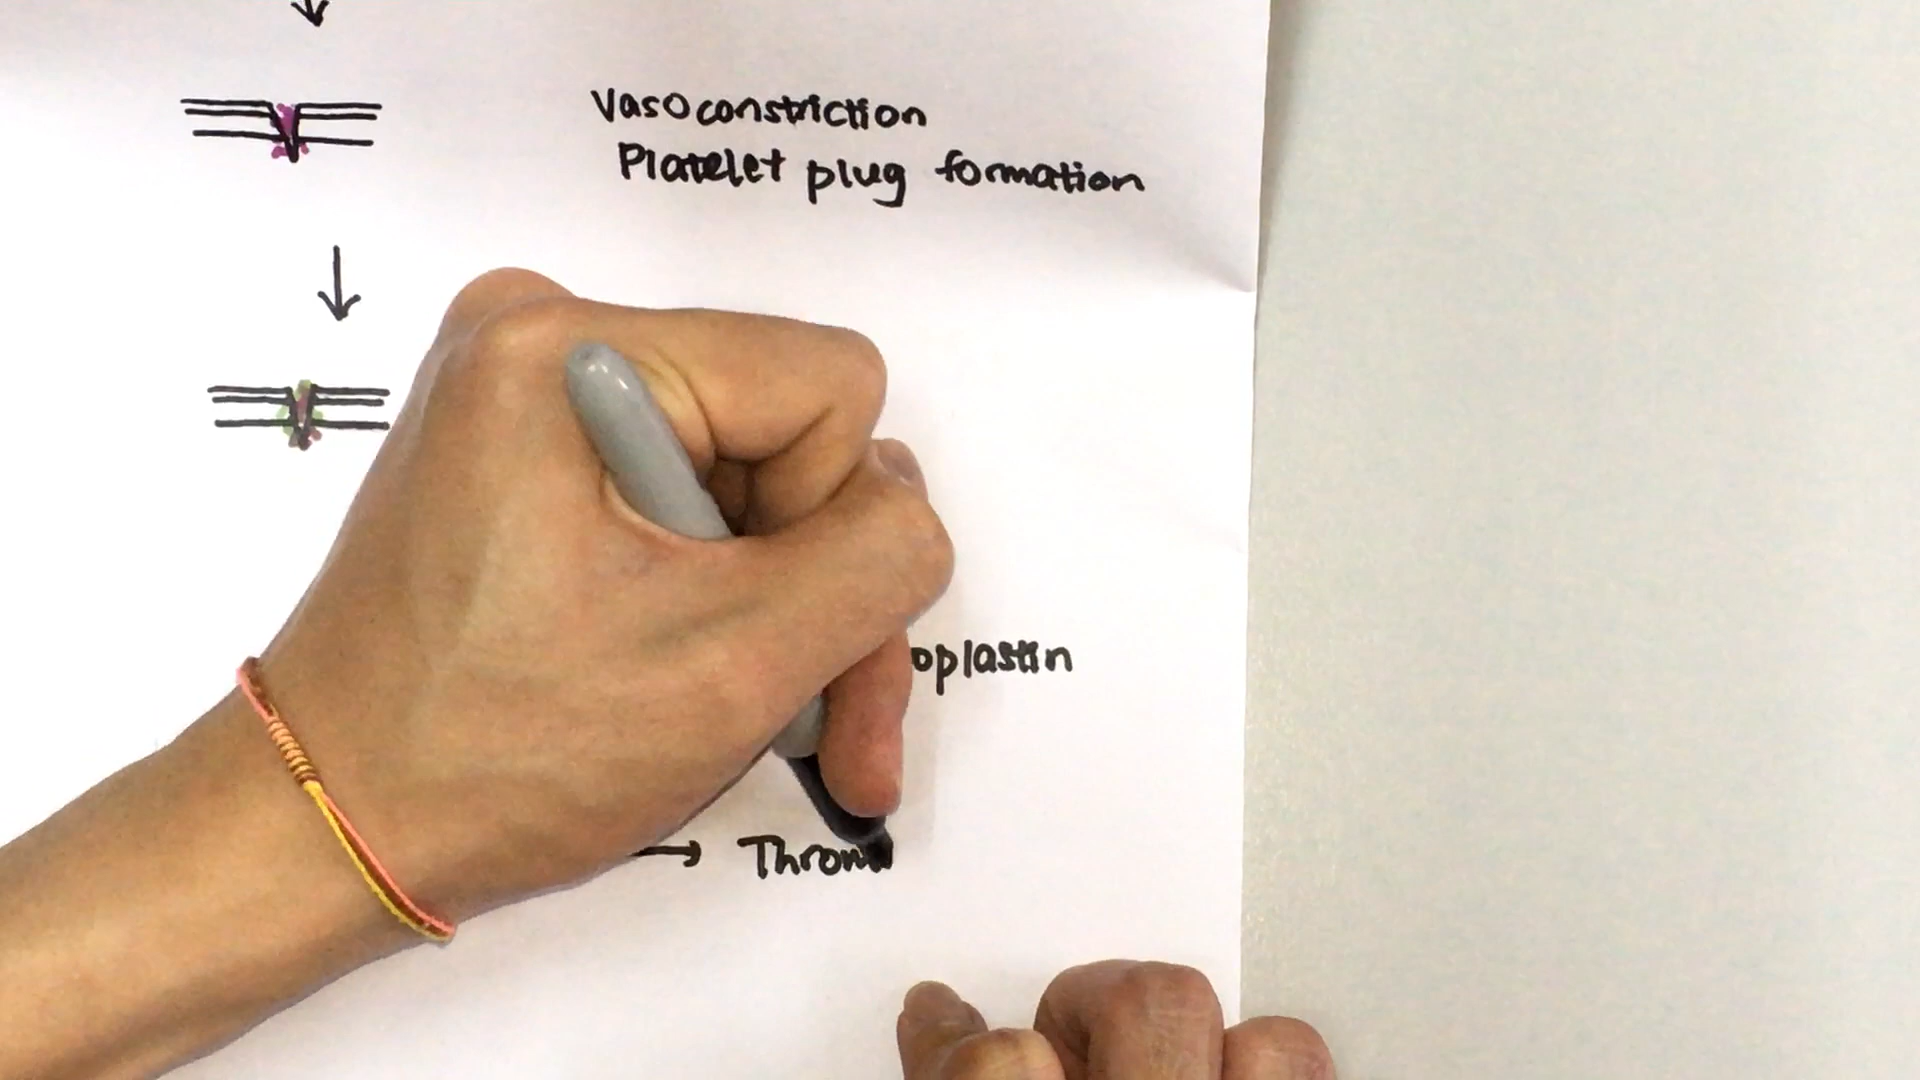 Vasoconstriction
Platelet plug formation
oplastin
Throm